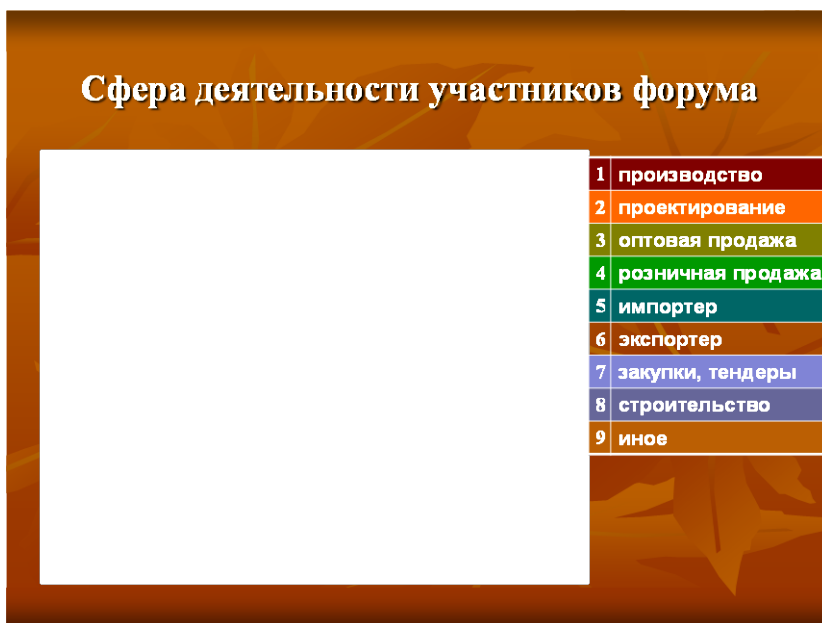 Сфера деятельности участников форума
1 производство
2 проектирование
3 оптовая продажа
4 розничная продажа
5 импортер
6 экспортер
7 закупки, тендеры
8 строительство
9 иное